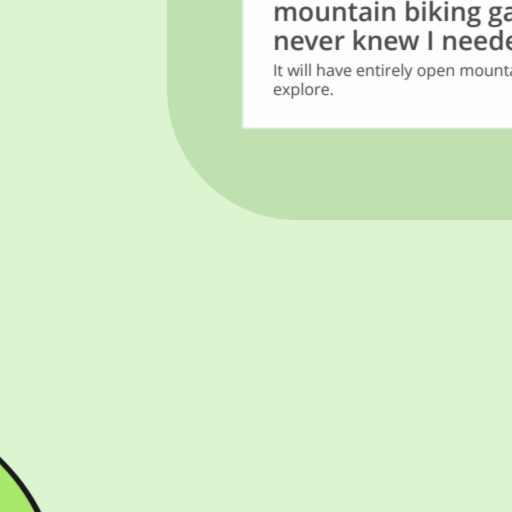 mountain biking ga
never knew I neede
It will have entirely open mounta
explore.